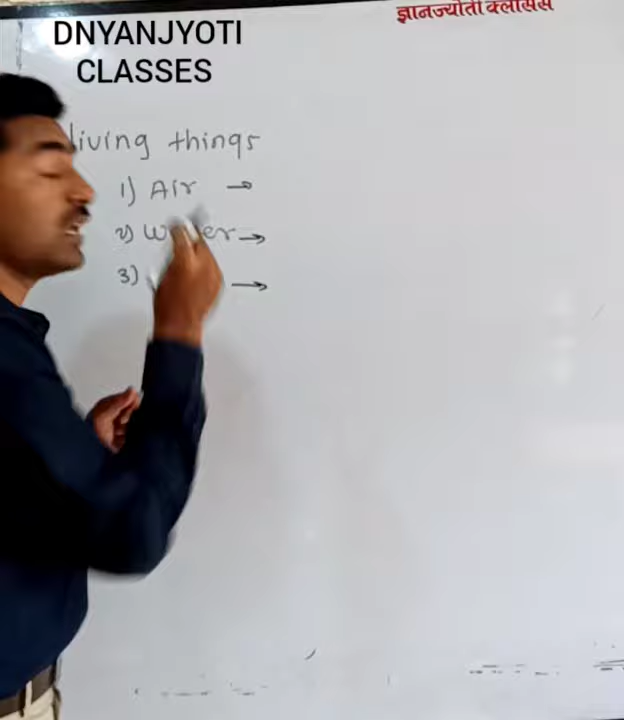 ज्ञानज्योती क्लासेस
DNYANJYOTI
CLASSES
living things
1) Air →
2) Water →
3) →